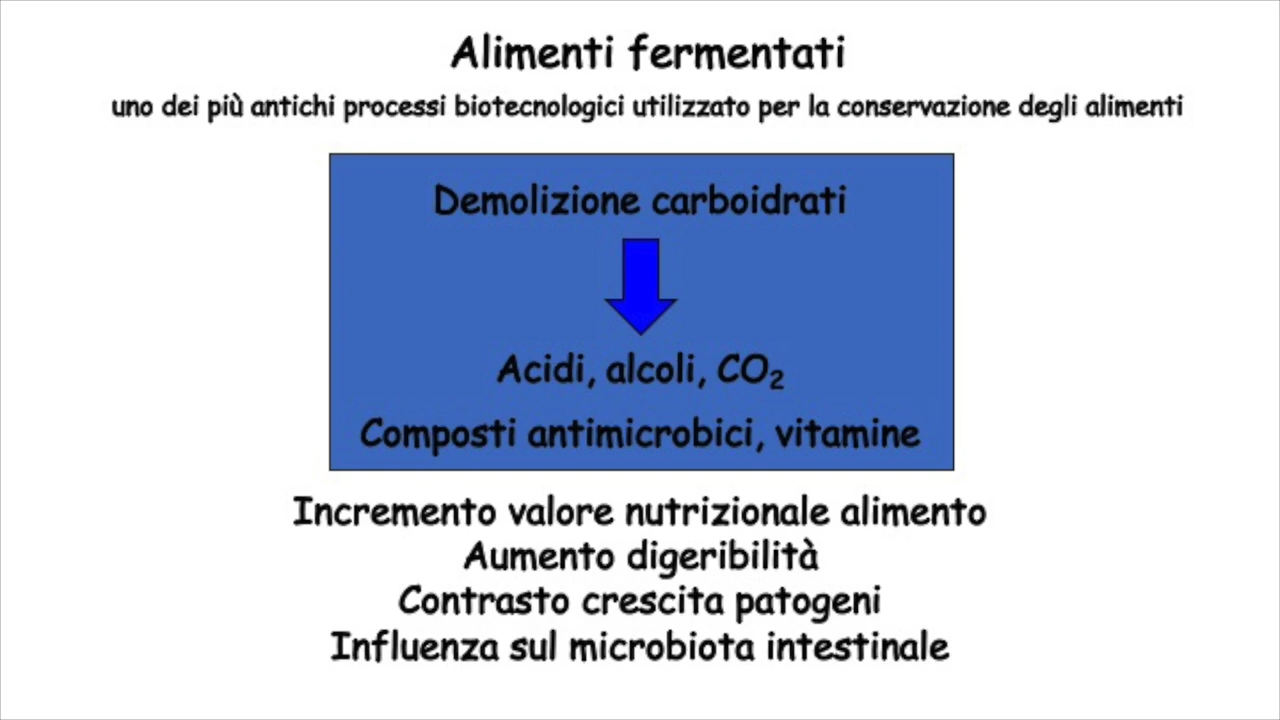 Alimenti fermentati
uno dei più antichi processi biotecnologici utilizzato per la conservazione degli alimenti
Demolizione carboidrati
Acidi, alcoli, CO₂
Composti antimicrobici, vitamine
Incremento valore nutrizionale alimento
Aumento digeribilità
Contrasto crescita patogeni
Influenza sul microbiota intestinale